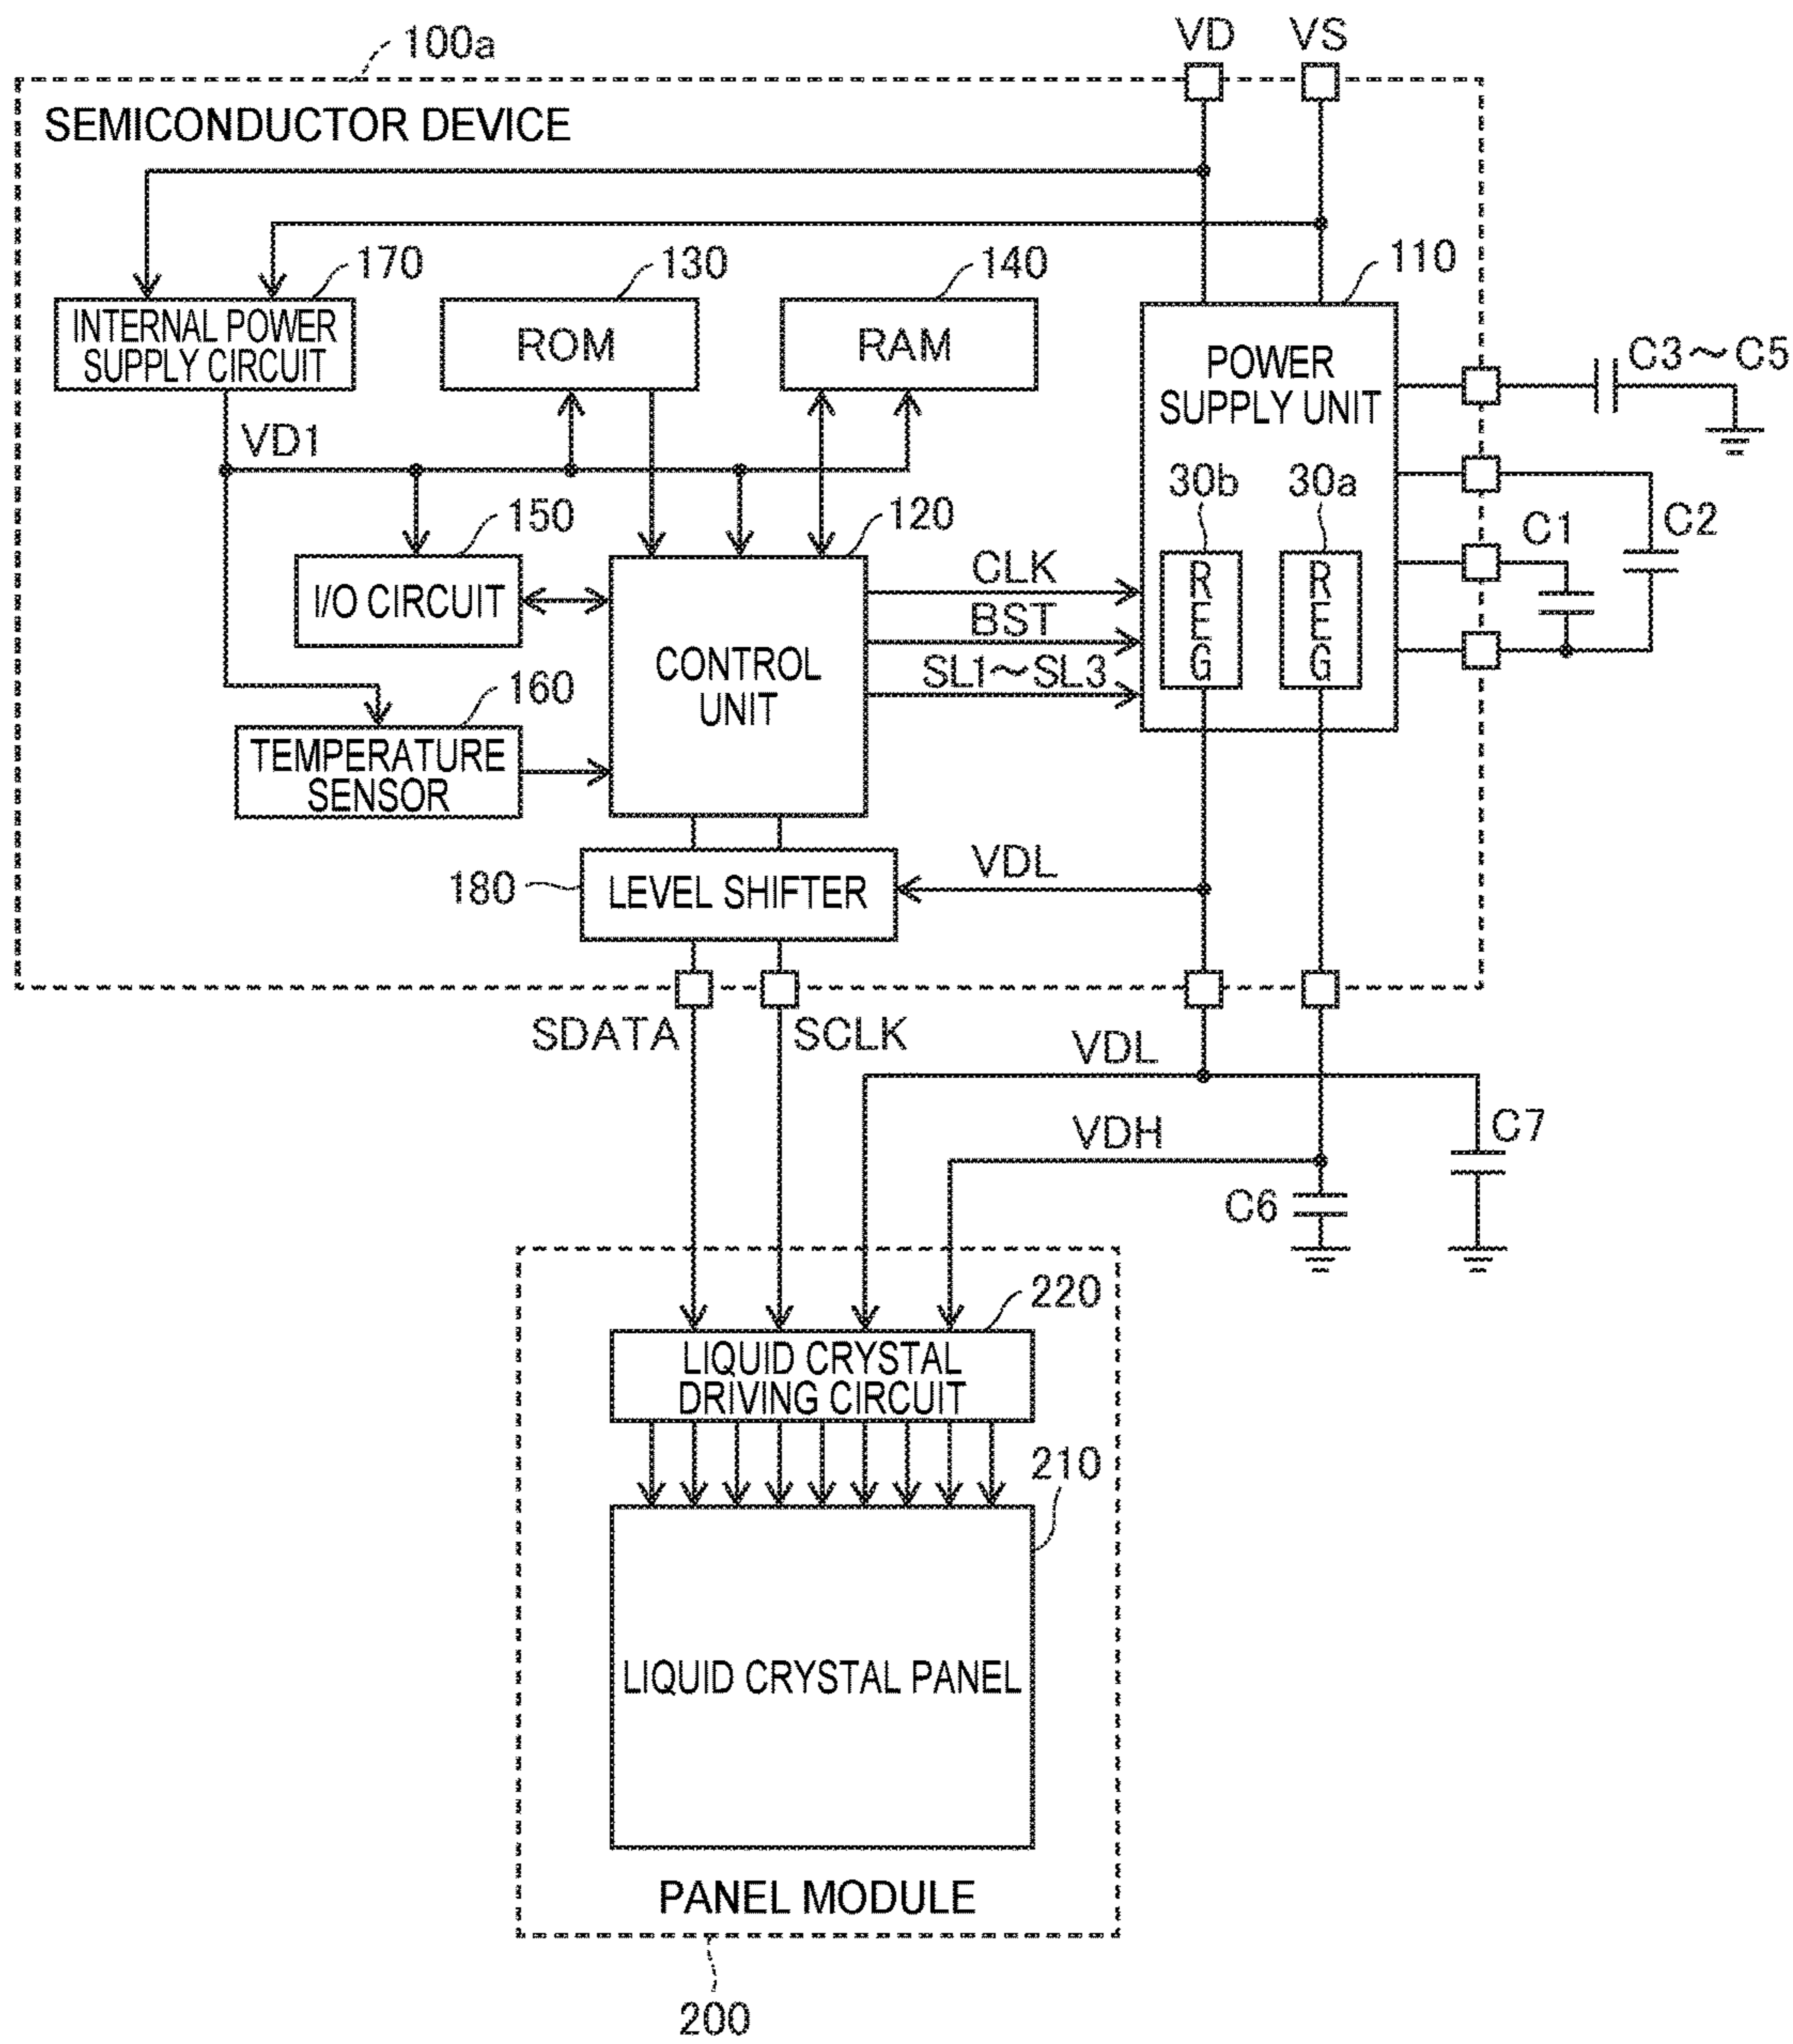 100a
VD
VS
SEMICONDUCTOR DEVICE
170
130
140
110
INTERNAL POWER
SUPPLY CIRCUIT
ROM
RAM
POWER
SUPPLY UNIT
C3～C5
VD1
30b
30a
150
120
C1
C2
I/O CIRCUIT
CLK
REG
REG
BST
CONTROL
UNIT
SL1～SL3
160
TEMPERATURE
SENSOR
VDL
180
LEVEL SHIFTER
SDATA
SCLK
VDL
VDH
C7
C6
220
LIQUID CRYSTAL
DRIVING CIRCUIT
210
LIQUID CRYSTAL PANEL
PANEL MODULE
200